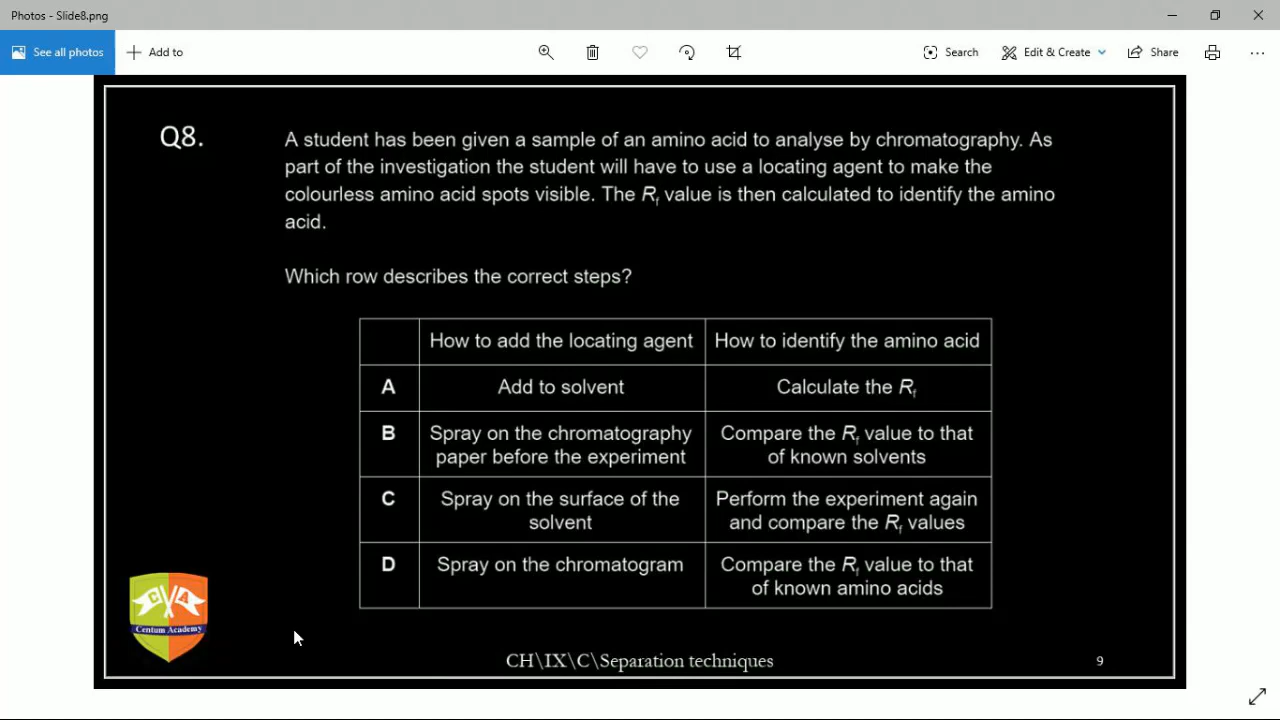 Photos - Slide8.png
See all photos
Add to
Search
Edit & Create
Share
Q8.
A student has been given a sample of an amino acid to analyse by chromatography. As
part of the investigation the student will have to use a locating agent to make the
colourless amino acid spots visible. The Rf value is then calculated to identify the amino
acid.
Which row describes the correct steps?
How to add the locating agent
How to identify the amino acid
A
Add to solvent
Calculate the Rf
B
Spray on the chromatography
paper before the experiment
Compare the Rf value to that
of known solvents
C
Spray on the surface of the
solvent
Perform the experiment again
and compare the Rf values
D
Spray on the chromatogram
Compare the Rf value to that
of known amino acids
C A
Centum Academy
CH\IX\C\Separation techniques
9